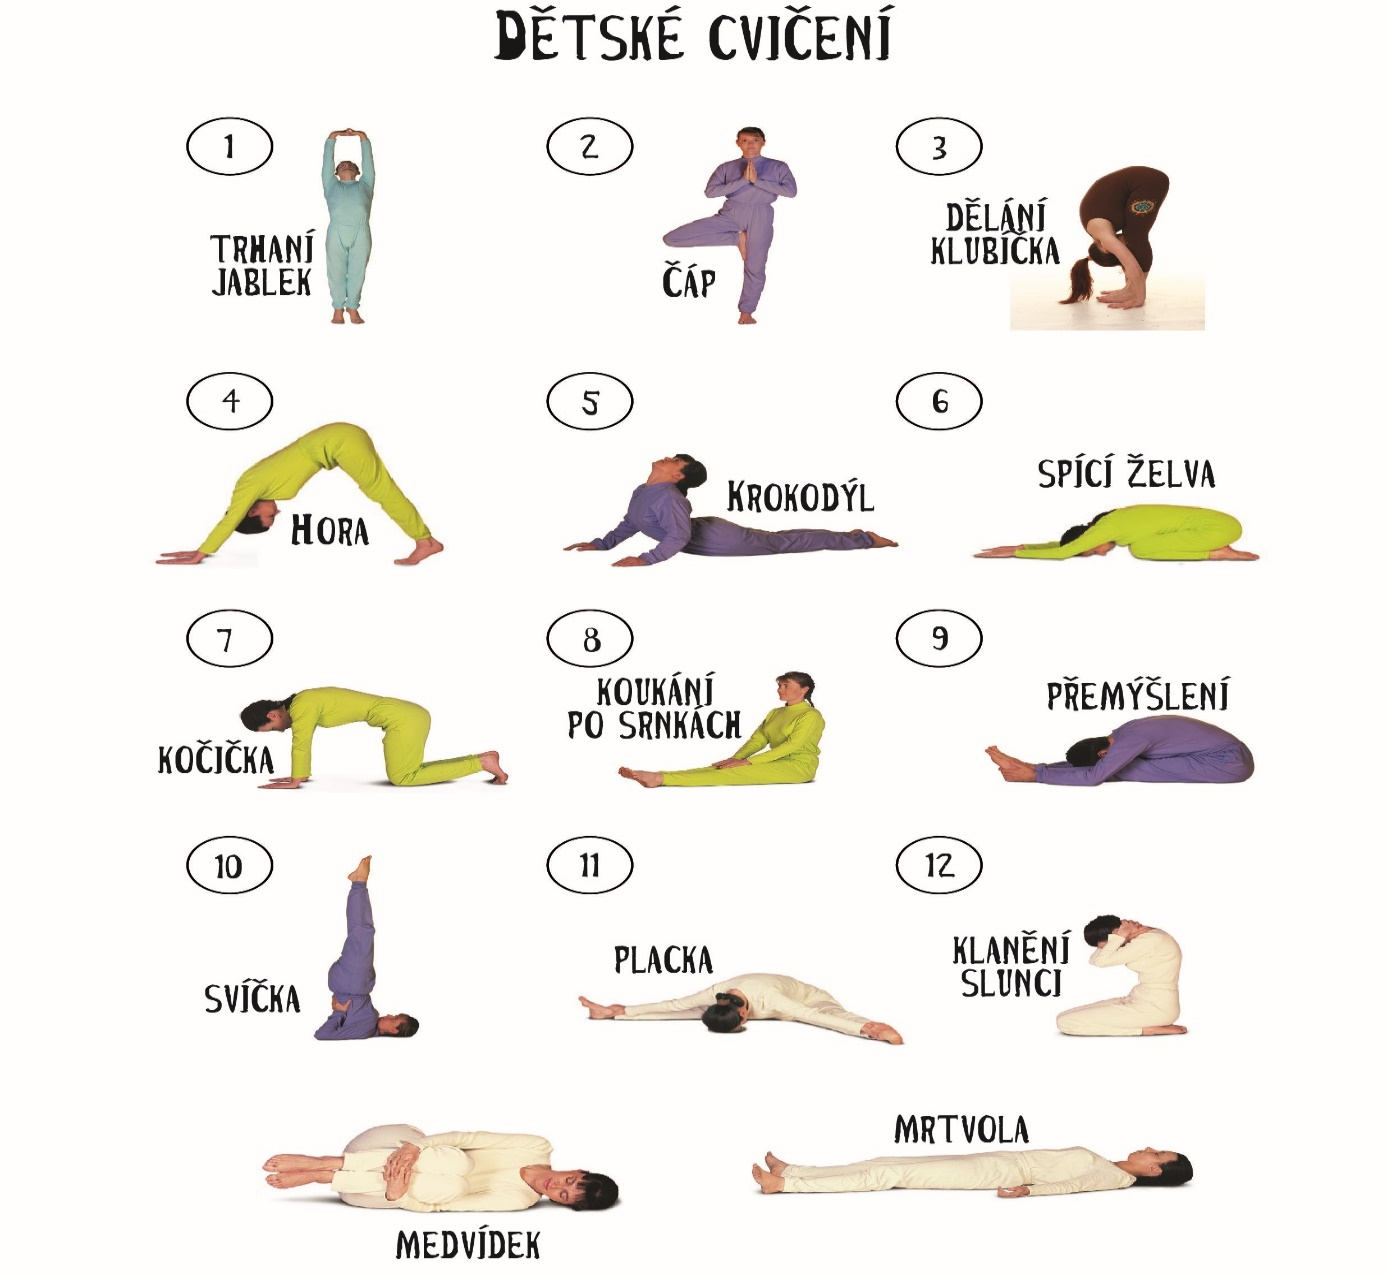 DĚTSKÉ CVIČENÍ
1
TRHANÍ
JABLEK
2
ČÁP
3
DĚLÁNÍ
KLUBÍČKA
4
HORA
5
KROKODÝL
6
SPÍCÍ ŽELVA
7
KOČIČKA
8
KOUKÁNÍ
PO SRNKÁCH
9
PŘEMÝŠLENÍ
10
SVÍČKA
11
PLACKA
12
KLANĚNÍ
SLUNCI
MEDVÍDEK
MRTVOLA